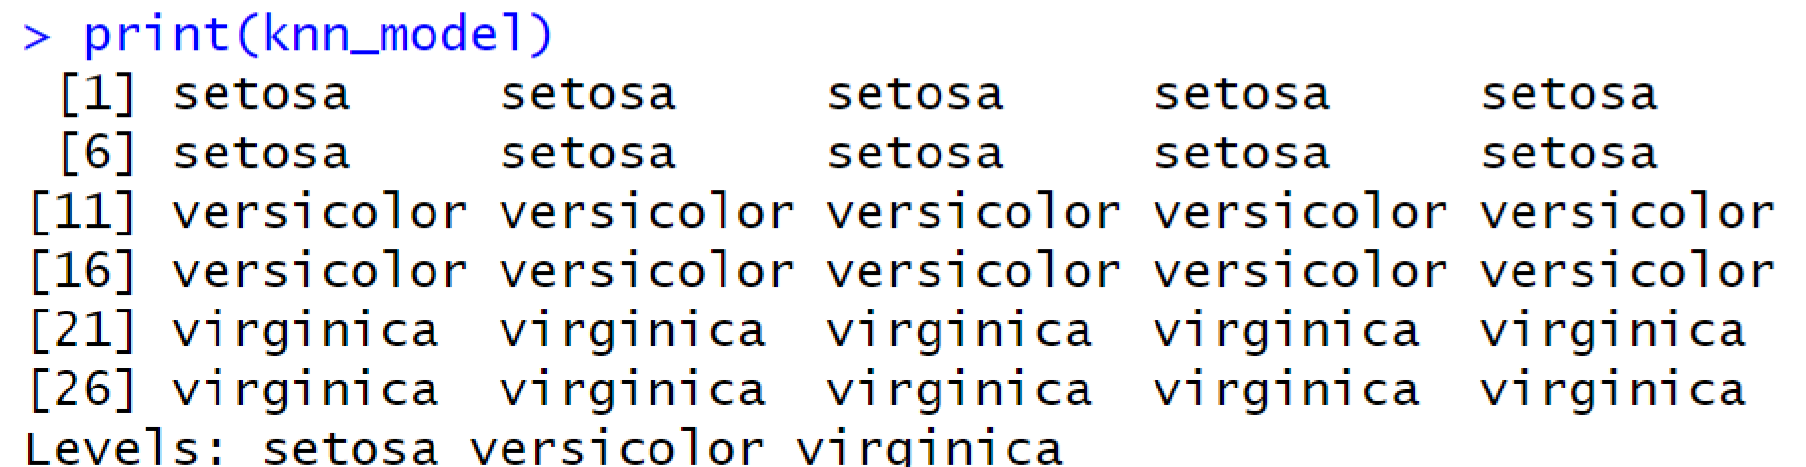 > print(knn_model)
[1] setosa setosa setosa setosa setosa
[6] setosa setosa setosa setosa setosa
[11] versicolor versicolor versicolor versicolor versicolor
[16] versicolor versicolor versicolor versicolor versicolor
[21] virginica virginica virginica virginica virginica
[26] virginica virginica virginica virginica virginica
Levels: setosa versicolor virginica